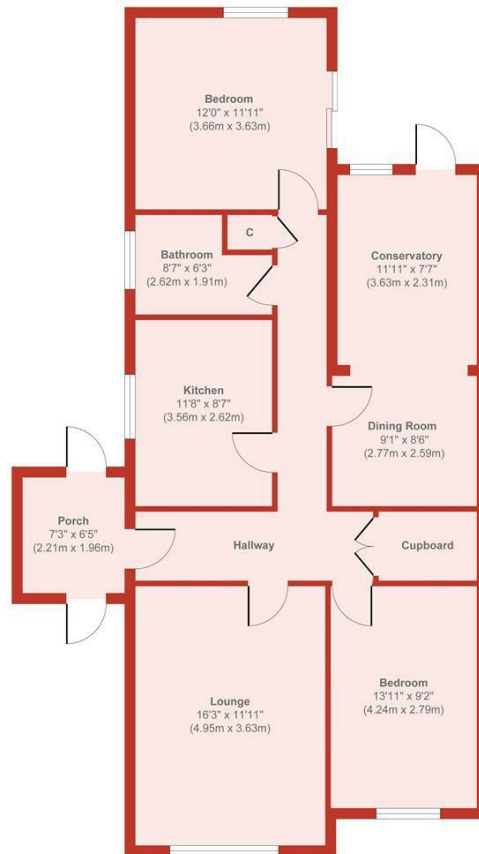 Bedroom
12'0" x 11'11"
(3.66m x 3.63m)
C
Bathroom
8'7" x 6'3"
(2.62m x 1.91m)
Conservatory
11'11" x 7'7"
(3.63m x 2.31m)
Kitchen
11'8" x 8'7"
(3.56m x 2.62m)
Dining Room
9'1" x 8'6"
(2.77m x 2.59m)
Porch
7'3" x 6'5"
(2.21m x 1.96m)
Hallway
Cupboard
Lounge
16'3" x 11'11"
(4.95m x 3.63m)
Bedroom
13'11" x 9'2"
(4.24m x 2.79m)